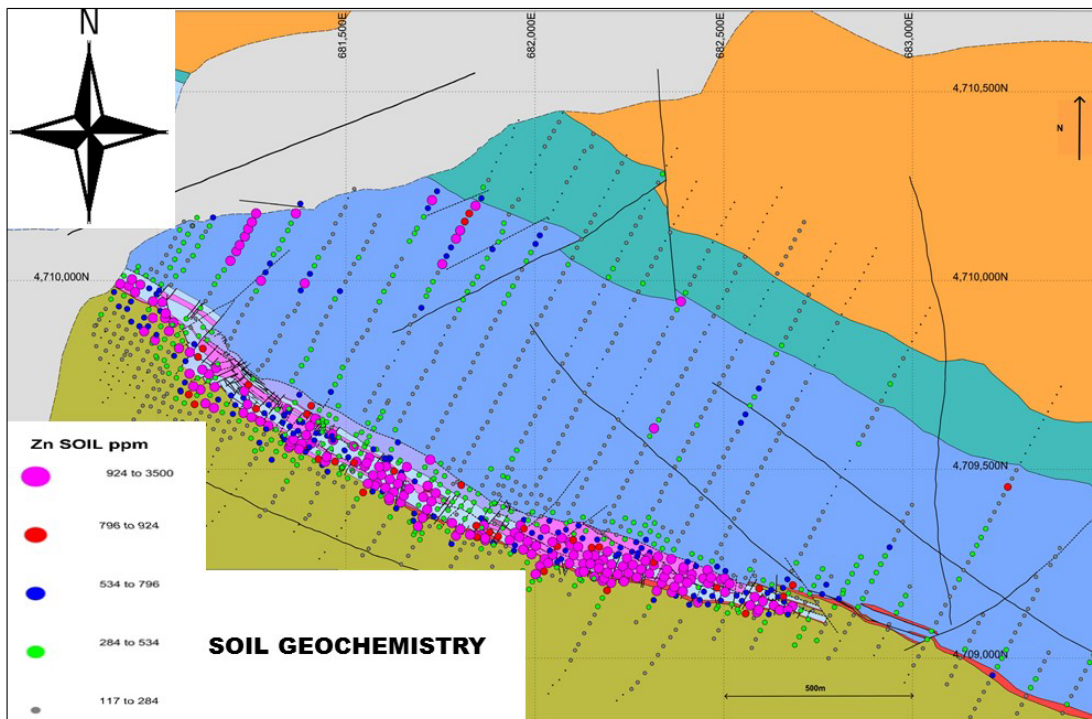 N
681,500E
682,000E
682,500E
683,000E
4,710,500N
N
4,710,000N
4,710,000N
4,709,500N
Zn SOIL ppm
924 to 3500
796 to 924
534 to 796
284 to 534
117 to 284
SOIL GEOCHEMISTRY
4,709,000N
500m